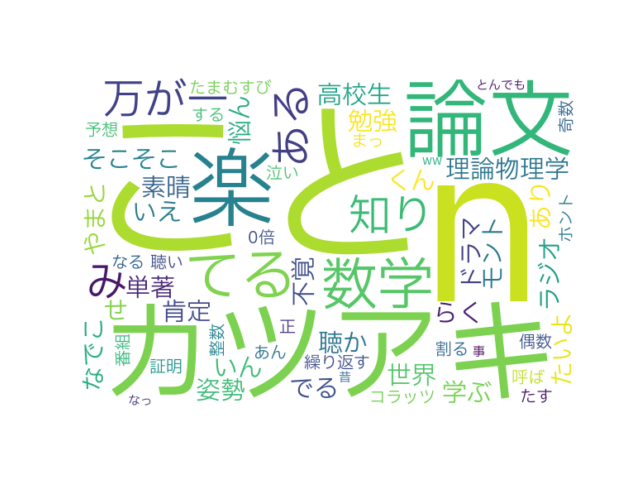 たまむすび
とんでも
万が一
ある
高校生
論文
奇数
する
悩ん
予想
勉強
まっ
こと
n
そこそこ
楽
泣い
ww
理論物理学
素晴
くん
あり
いえ
知り
ホント
やまと
ドラマ
モント
0倍
なる
聴い
てる
不覚
数学
ラジオ
み
単著
せ
肯定
らく
カツアキ
なでこ
番組
整数
正
聴か
割る
偶数
たいよ
証明
いん
あん
繰り返す
世界
事
姿勢
でる
昔
コラッツ
学ぶ
呼ば
たす
なっ